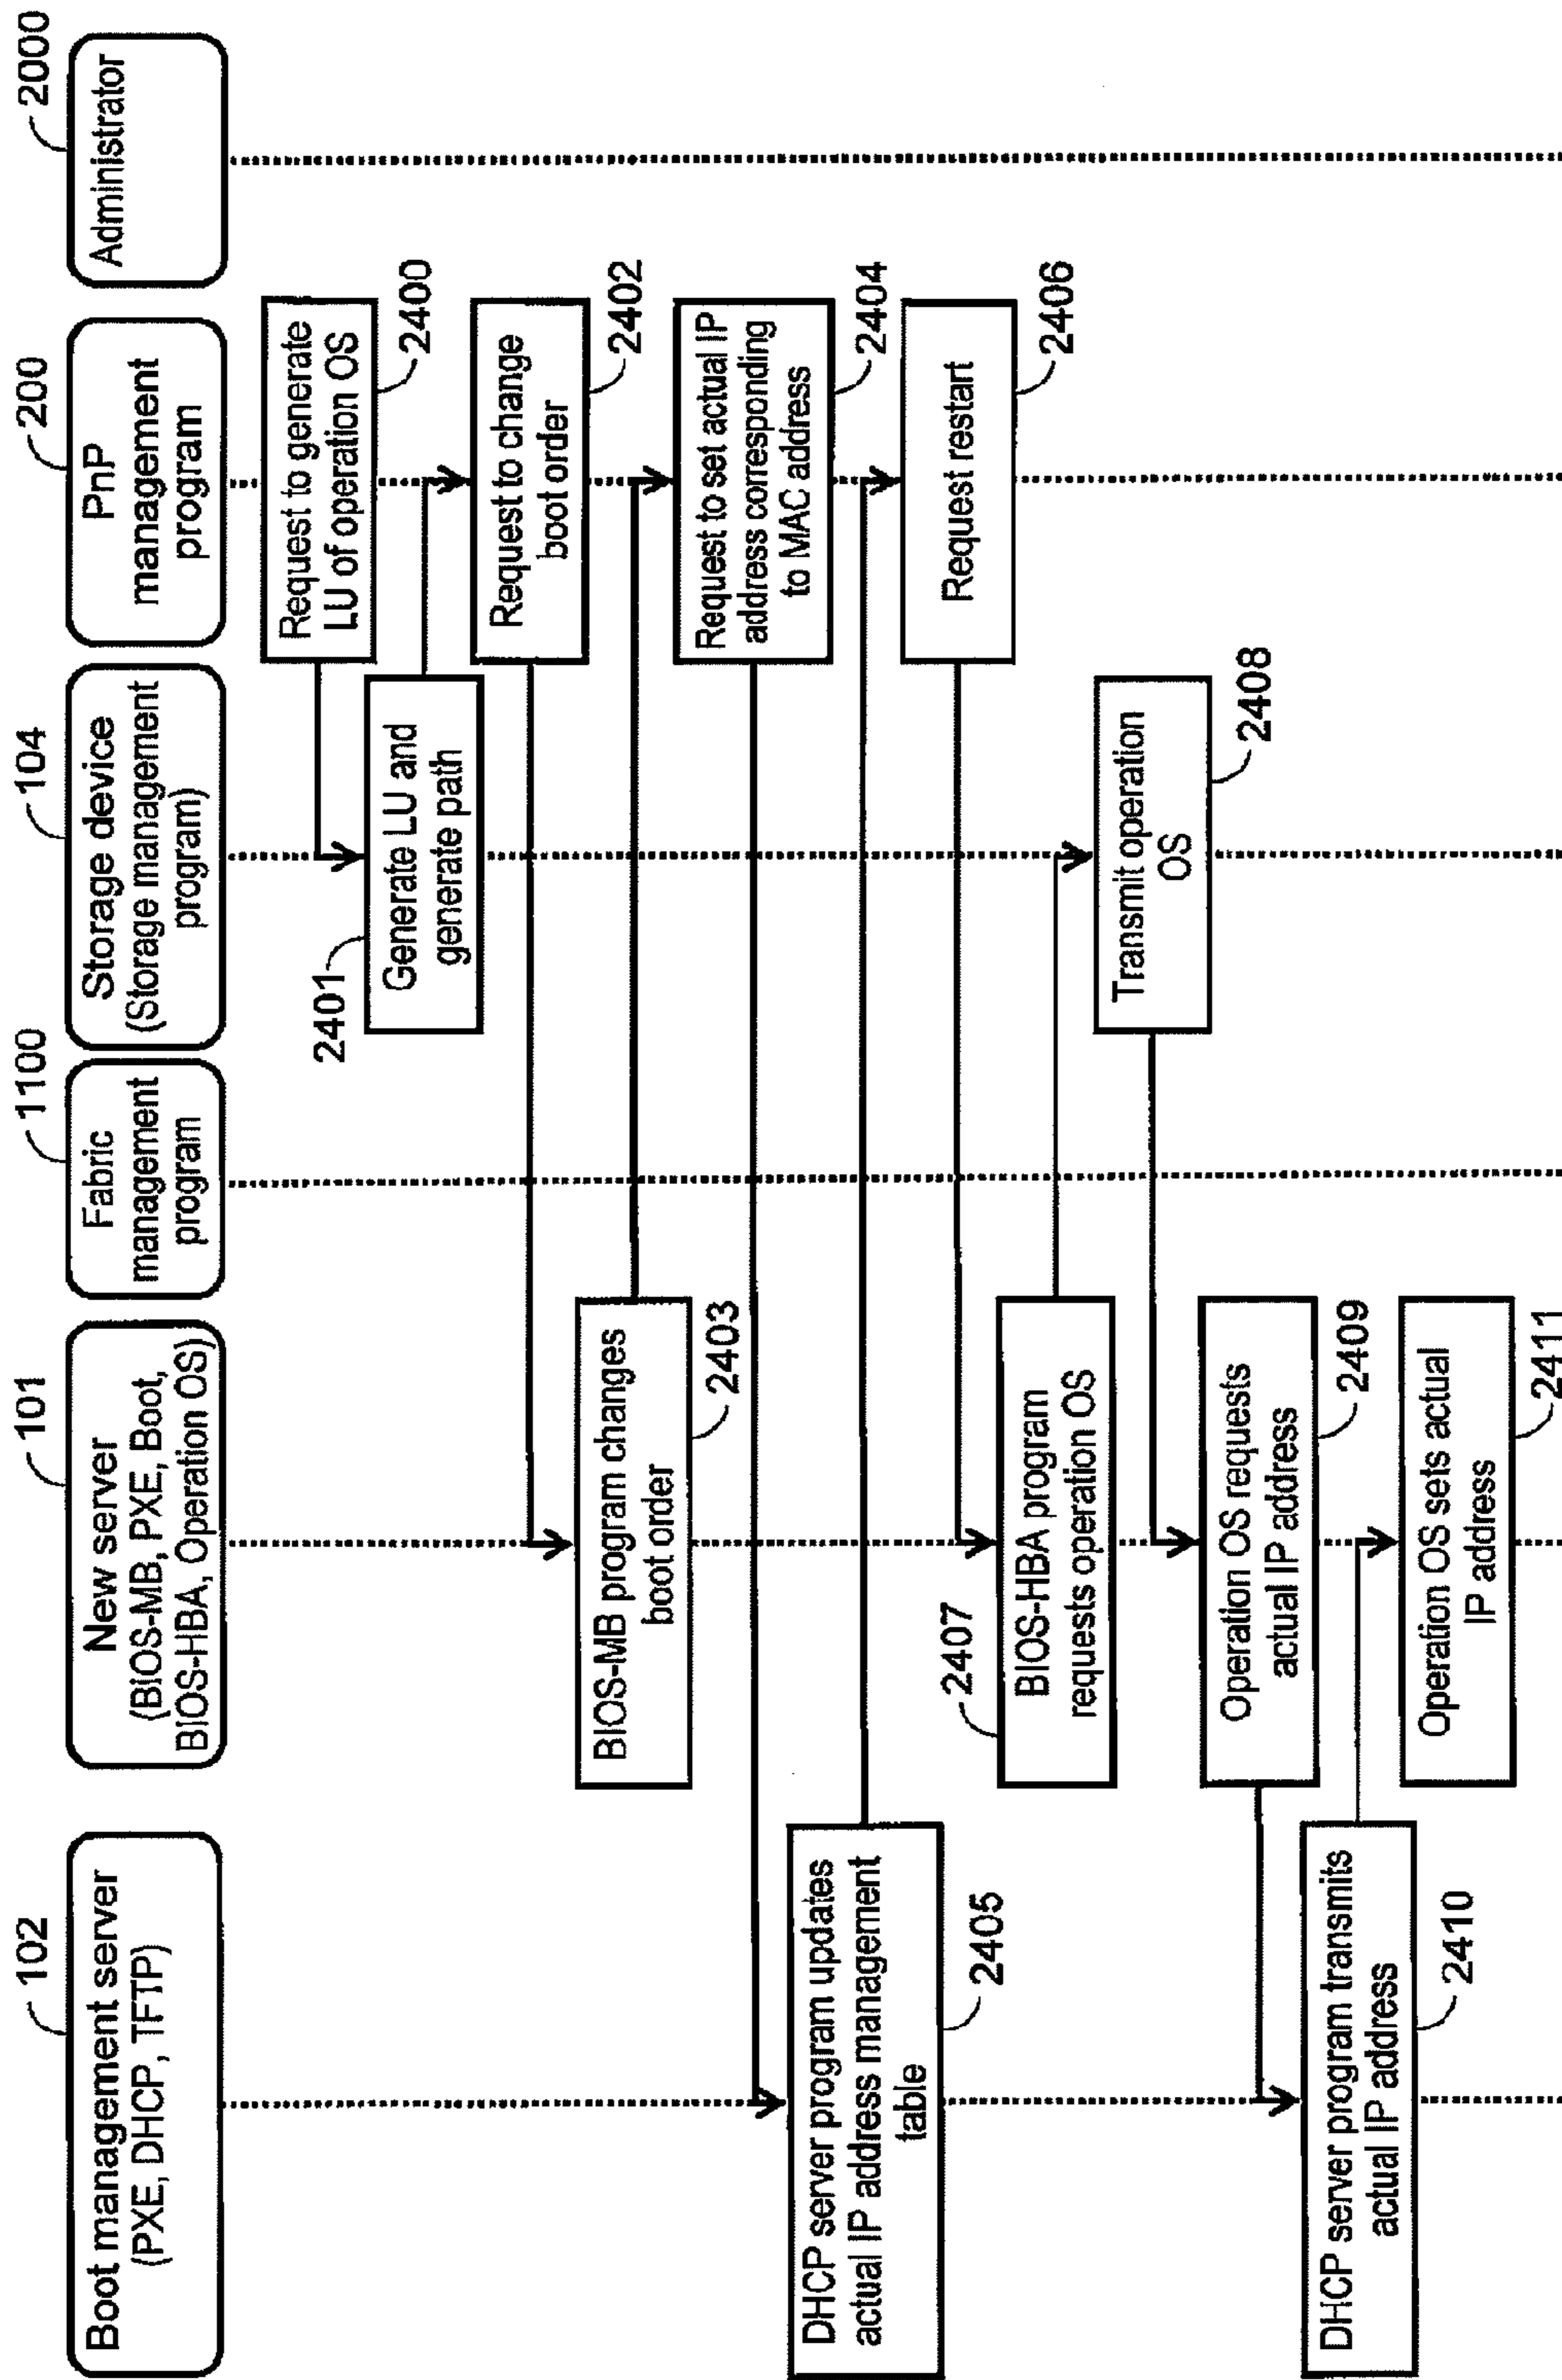 102
Boot management server
(PXE, DHCP, TFTP)
101
New server
(BIOS-MB, PXE, Boot,
BIOS-HBA, Operation OS)
1100
Fabric
management
program
104
Storage device
(Storage management
program)
200
PnP
management
program
2000
Administrator
Request to generate
LU of operation OS
2400
2401
Generate LU and
generate path
Request to change
boot order
2402
BIOS-MB program changes
boot order
2403
Request to set actual IP
address corresponding
to MAC address
2404
DHCP server program updates
actual IP address management
table
2405
Request restart
2406
2407
BIOS-HBA program
requests operation OS
Transmit operation
OS
2408
Operation OS requests
actual IP address
2409
DHCP server program transmits
actual IP address
2410
Operation OS sets actual
IP address
2411